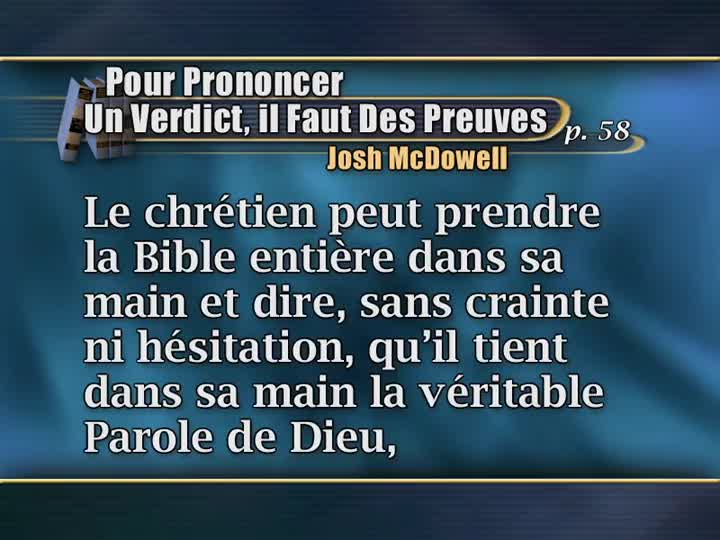 Pour Prononcer
Un Verdict, il Faut Des Preuves p. 58
Josh McDowell
Le chrétien peut prendre
la Bible entière dans sa
main et dire, sans crainte
ni hésitation, qu’il tient
dans sa main la véritable
Parole de Dieu,